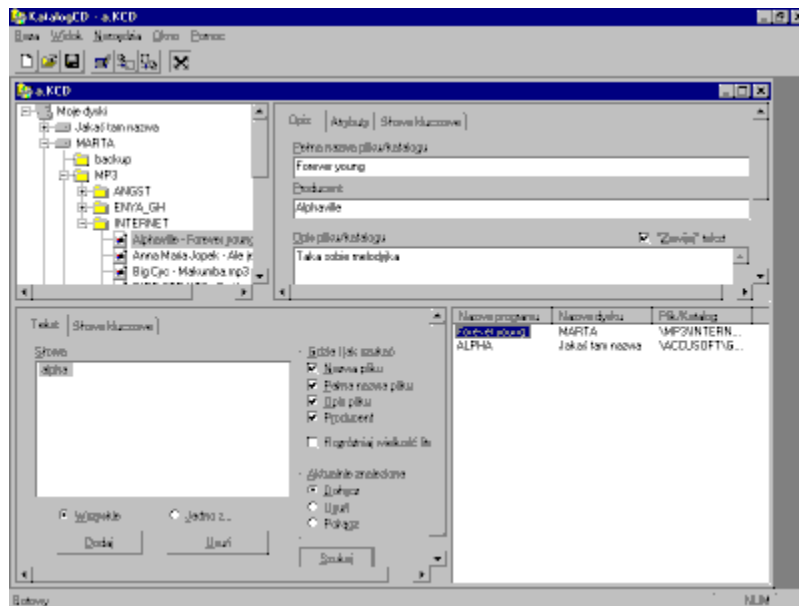 KatalogCD - a.KCD
Baza Widok Narzędzia Okno Pomoc
a.KCD
Moje dyski
Jakaś tam nazwa
MARTA
backup
MP3
ANGST
ENYA_GH
INTERNET
Alphaville - Forever young
Anna Maria Jopek - Ale je
Big Cyc - Makumba.mp3
Opis Atrybuty Słowa kluczowe
Pełna nazwa pliku/katalogu
Forever young
Producent
Alphaville
Opis pliku/katalogu "Zawijaj" tekst
Taka sobie melodyjka
Tekst Słowa kluczowe
Słowa
alpha
Wszystkie Jedno z...
Dodaj Usuń
Gdzie i jak szukać
Nazwa pliku
Pełna nazwa pliku
Opis pliku
Producent
Rozróżniaj wielkość lite
Aktualnie znalezione
Dołącz
Usuń
Pokaż
Szukaj
Nazwa programu Nazwa dysku Plik/Katalog
Forever young MARTA \MP3\INTERN...
ALPHA Jakaś tam nazwa \ACCUSOFT\G...
Gotowy NUM